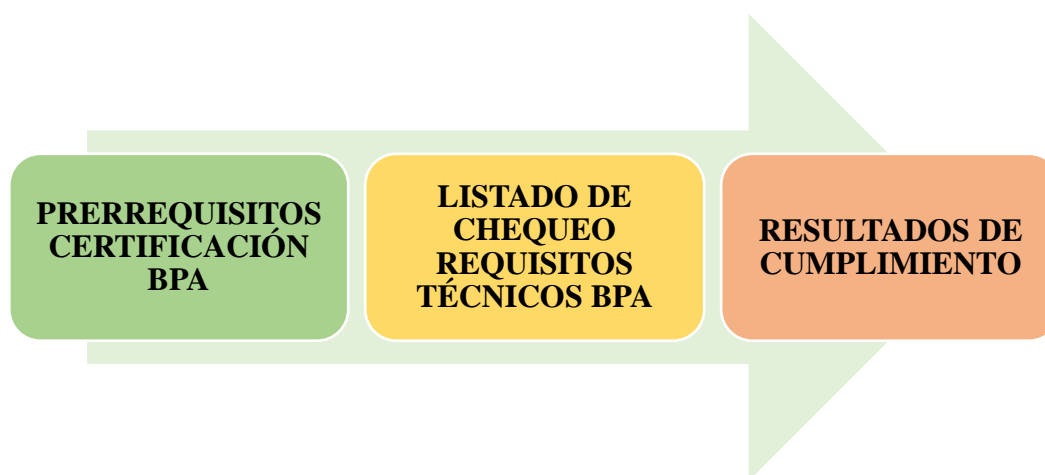 PRERREQUISITOS
CERTIFICACIÓN
BPA
LISTADO DE
CHEQUEO
REQUISITOS
TÉCNICOS BPA
RESULTADOS DE
CUMPLIMIENTO